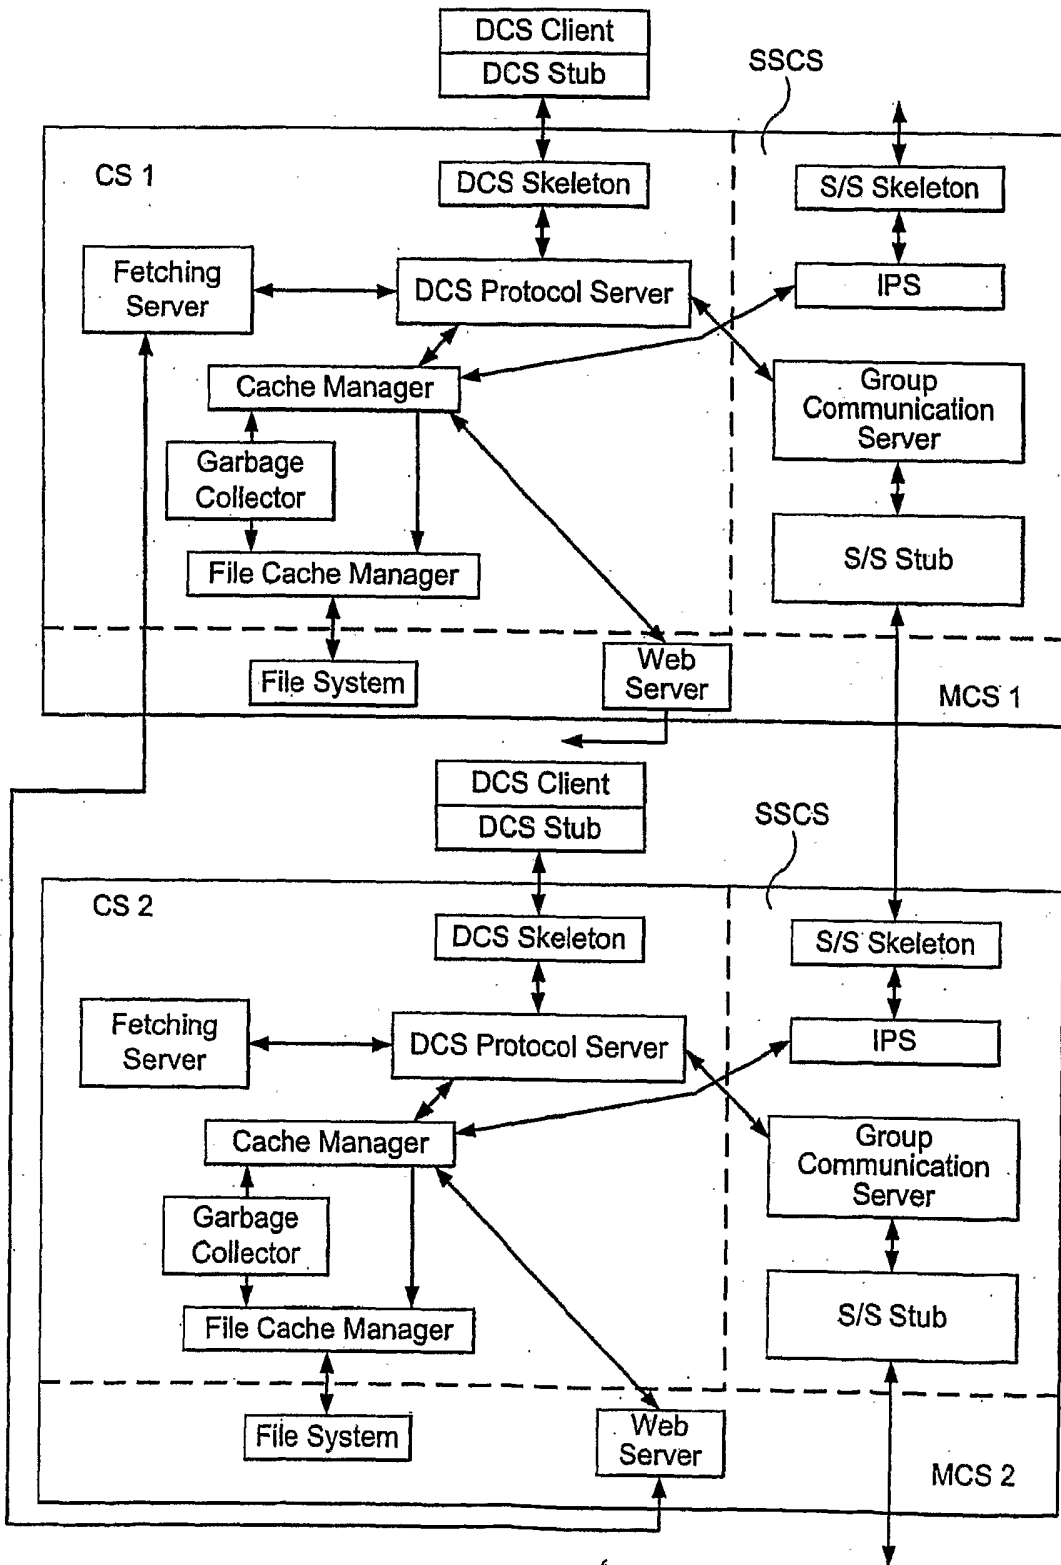 DCS Client
DCS Stub
SSCS
CS 1
DCS Skeleton
S/S Skeleton
Fetching
Server
DCS Protocol Server
IPS
Cache Manager
Group
Communication
Server
Garbage
Collector
File Cache Manager
S/S Stub
File System
Web
Server
MCS 1
DCS Client
DCS Stub
SSCS
CS 2
DCS Skeleton
S/S Skeleton
Fetching
Server
DCS Protocol Server
IPS
Cache Manager
Group
Communication
Server
Garbage
Collector
File Cache Manager
S/S Stub
File System
Web
Server
MCS 2